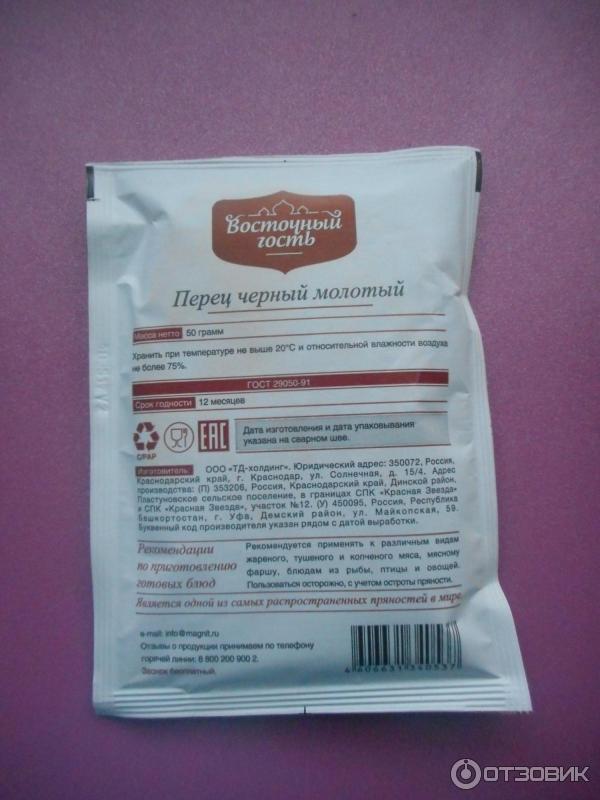 Восточный
гость
Перец черный молотый
Масса нетто 50 грамм
Хранить при температуре не выше 20°С и относительной влажности воздуха
не более 75%.
ГОСТ 29050-91
Срок годности 12 месяцев
C/PAP
EAC
Дата изготовления и дата упаковывания
указана на сварном шве.
Изготовитель: ООО «ТД-холдинг». Юридический адрес: 350072, Россия,
Краснодарский край, г. Краснодар, ул. Солнечная, д. 15/4. Адрес
производства: (П) 353206, Россия, Краснодарский край, Динской район,
Пластуновское сельское поселение, в границах СПК «Красная Звезда»
и СПК «Красная Звезда», участок №12. (У) 450095, Россия, Республика
Башкортостан, г. Уфа, Демский район, ул. Майкопская, 59.
Буквенный код производителя указан рядом с датой выработки.
Рекомендации
по приготовлению
готовых блюд
Рекомендуется применять к различным видам
жареного, тушеного и копченого мяса, мясному
фаршу, блюдам из рыбы, птицы и овощей.
Пользоваться осторожно, с учетом остроты пряности.
Является одной из самых распространенных пряностей в мире.
e-mail: info@magnit.ru
Отзывы о продукции принимаем по телефону
горячей линии: 8 800 200 900 2.
Звонок бесплатный.
4 606631 340537
ОТЗОВИК